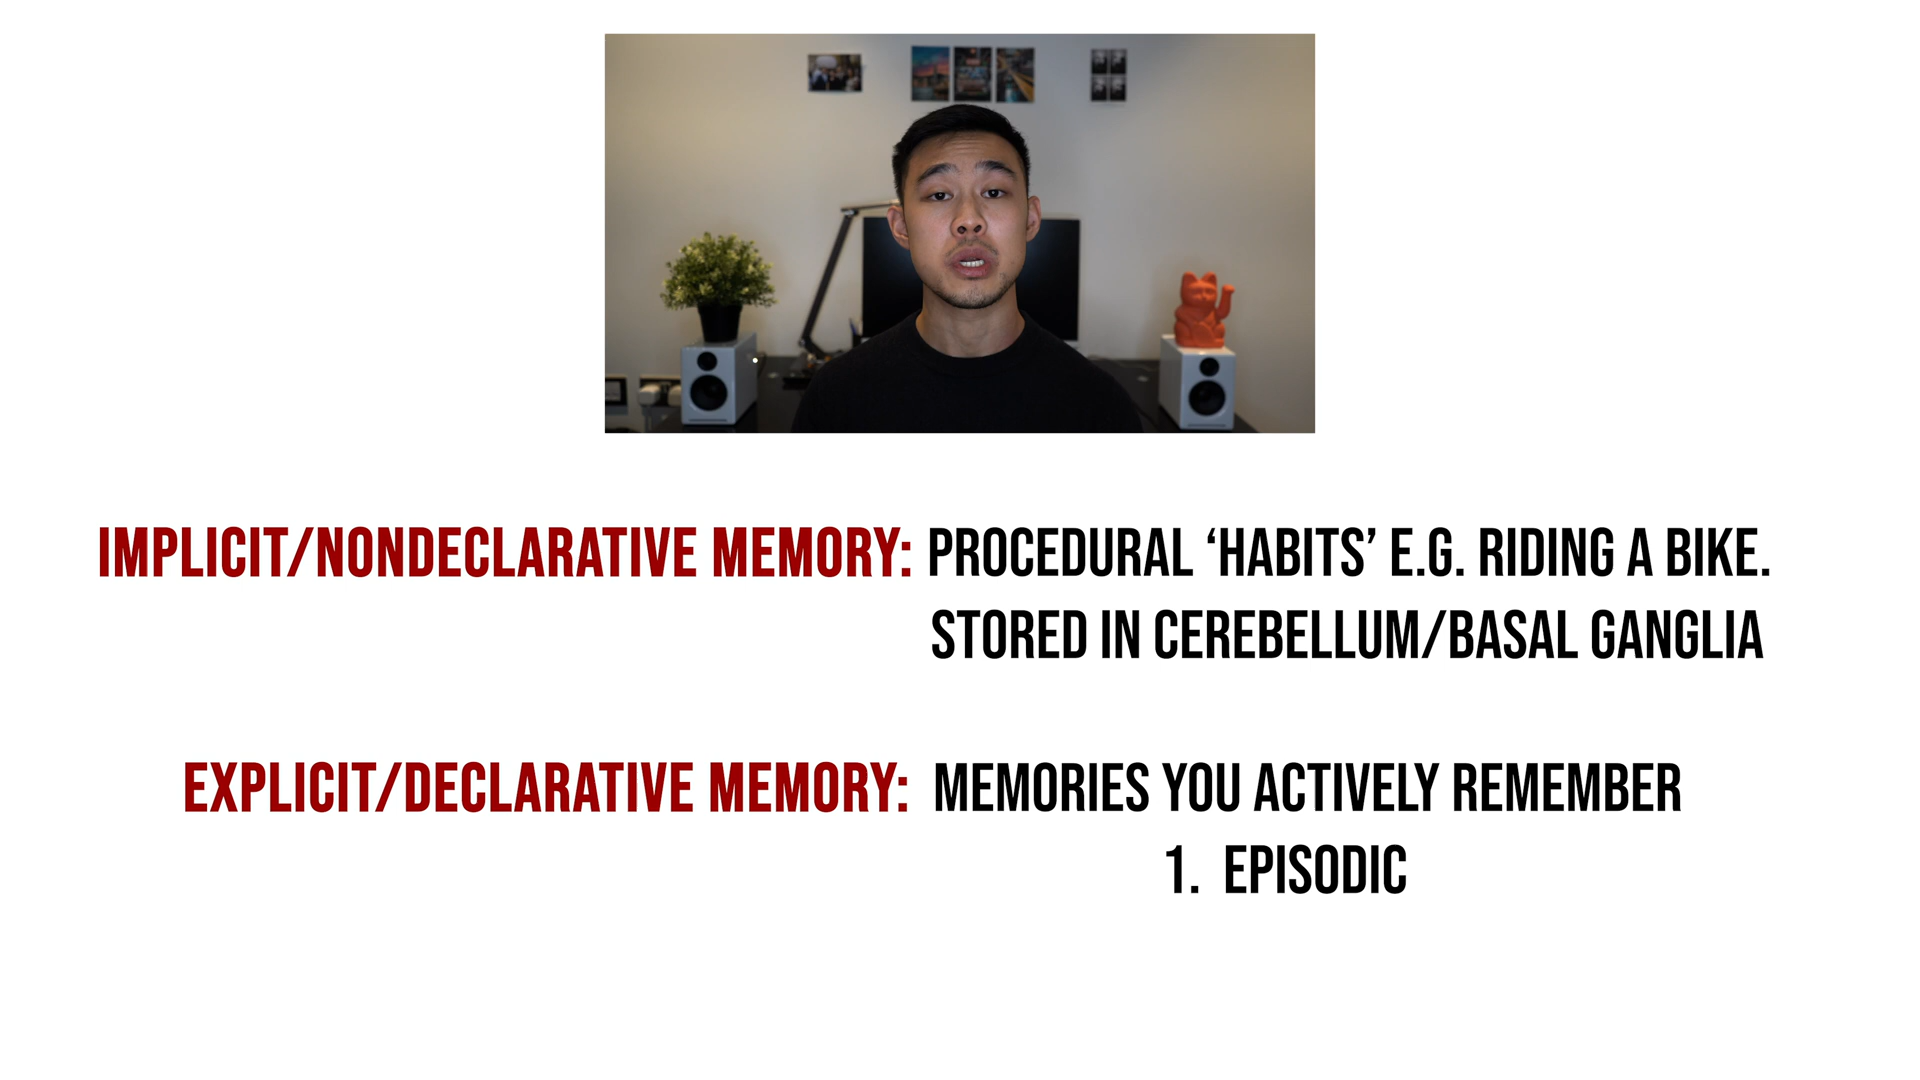 IMPLICIT/NONDECLARATIVE MEMORY: PROCEDURAL ‘HABITS’ E.G. RIDING A BIKE.
STORED IN CEREBELLUM/BASAL GANGLIA
EXPLICIT/DECLARATIVE MEMORY: MEMORIES YOU ACTIVELY REMEMBER
1. EPISODIC